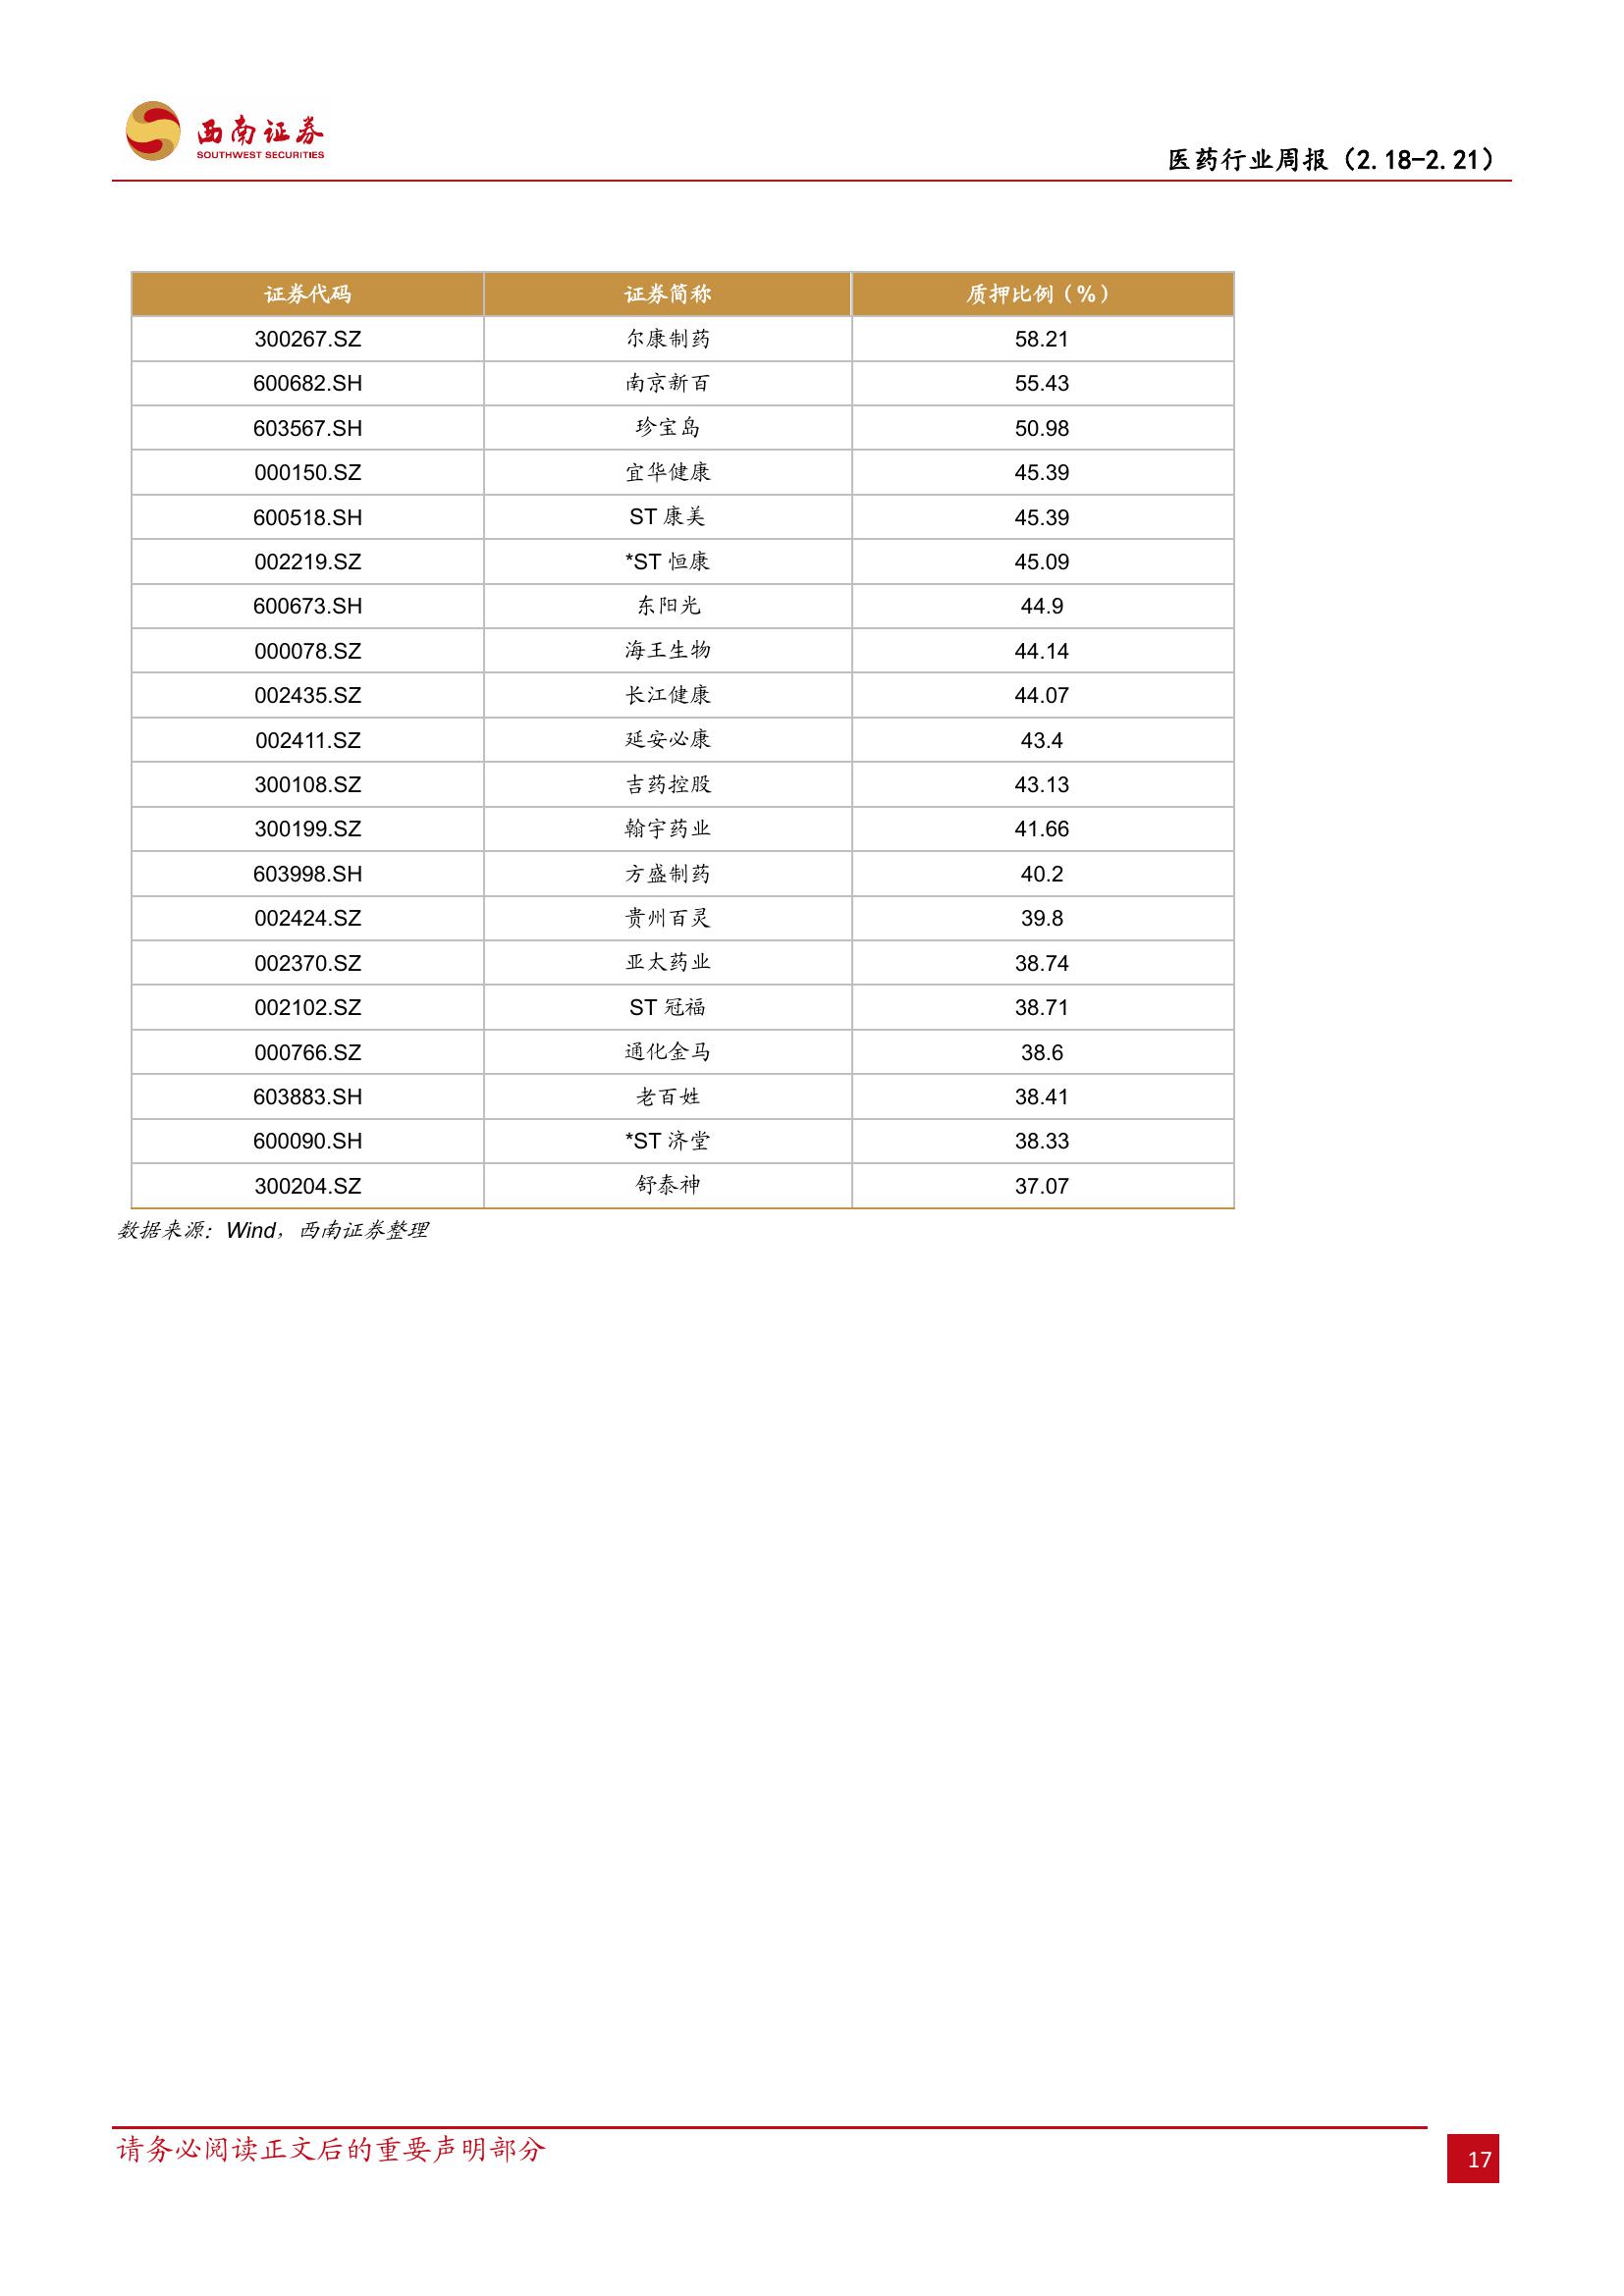 西南证券
SOUTHWEST SECURITIES
医药行业周报（2.18-2.21）
证券代码 证券简称 质押比例（%）
300267.SZ 尔康制药 58.21
600682.SH 南京新百 55.43
603567.SH 珍宝岛 50.98
000150.SZ 宜华健康 45.39
600518.SH ST 康美 45.39
002219.SZ *ST 恒康 45.09
600673.SH 东阳光 44.9
000078.SZ 海王生物 44.14
002435.SZ 长江健康 44.07
002411.SZ 延安必康 43.4
300108.SZ 吉药控股 43.13
300199.SZ 翰宇药业 41.66
603998.SH 方盛制药 40.2
002424.SZ 贵州百灵 39.8
002370.SZ 亚太药业 38.74
002102.SZ ST 冠福 38.71
000766.SZ 通化金马 38.6
603883.SH 老百姓 38.41
600090.SH *ST 济堂 38.33
300204.SZ 舒泰神 37.07
数据来源：Wind，西南证券整理
请务必阅读正文后的重要声明部分
17